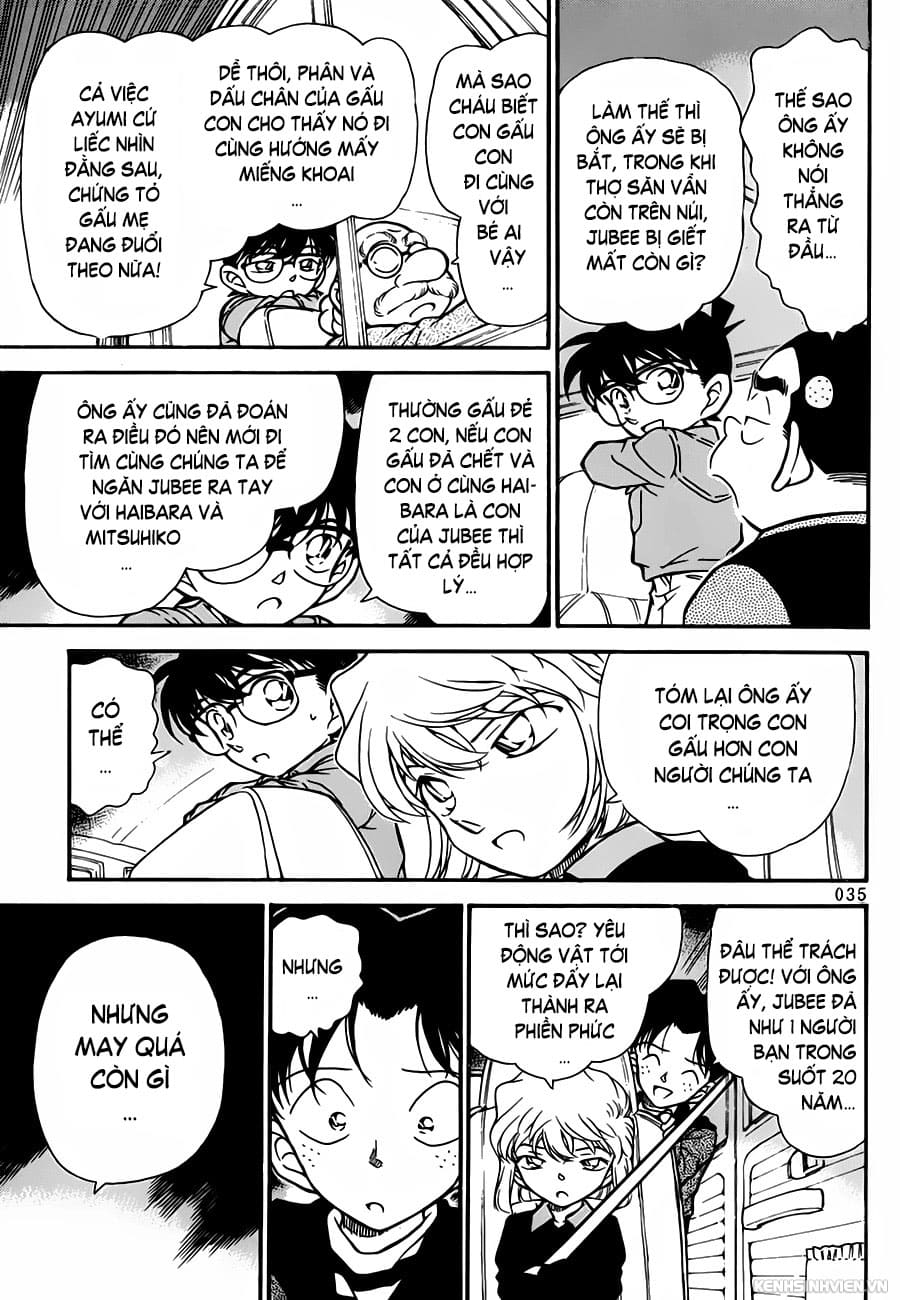 THẾ SAO
ÔNG ẤY
KHÔNG
NÓI
THẲNG
RA TỪ
ĐẦU...
LÀM THẾ THÌ
ÔNG ẤY SẼ BỊ
BẮT, TRONG KHI
THỢ SĂN VẪN
CÒN TRÊN NÚI,
JUBEE BỊ GIẾT
MẤT CÒN GÌ?
MÀ SAO
CHÁU BIẾT
CON GẤU
CON
ĐI CÙNG
VỚI
BÉ AI
VẬY
...
DỀ THÔI, PHÂN VÀ
DẤU CHÂN CỦA GẤU
CON CHO THẤY NÓ ĐI
CÙNG HƯỚNG MẤY
MIẾNG KHOAI
...
CẢ VIỆC
AYUMI CỨ
LIẾC NHÌN
ĐẰNG SAU,
CHỨNG TỎ
GẤU MẸ
ĐANG ĐUỔI
THEO NỮA!
THƯỜNG GẤU ĐẺ
2 CON, NẾU CON
GẤU ĐÃ CHẾT VÀ
CON Ở CÙNG HAI-
BARA LÀ CON
CỦA JUBEE THÌ
TẤT CẢ ĐỀU HỢP
LÝ...
ÔNG ẤY CŨNG ĐÃ ĐOÁN
RA ĐIỀU ĐÓ NÊN MỚI ĐI
TÌM CÙNG CHÚNG TA ĐỂ
NGĂN JUBEE RA TAY
VỚI HAIBARA VÀ
MITSUHIKO
...
TÓM LẠI ÔNG ẤY
COI TRỌNG CON
GẤU HƠN CON
NGƯỜI CHÚNG TA
...
CÓ
THỂ
...
035
ĐÂU THỂ TRÁCH
ĐƯỢC! VỚI ÔNG
ẤY, JUBEE ĐÃ
NHƯ 1 NGƯỜI
BẠN TRONG
SUỐT 20
NĂM...
THÌ SAO? YÊU
ĐỘNG VẬT TỚI
MỨC ĐẤY LẠI
THÀNH RA
PHIỀN PHỨC
...
NHƯNG
...
NHƯNG
MAY QUÁ
CÒN GÌ
...
KENHSINHVIEN.VN